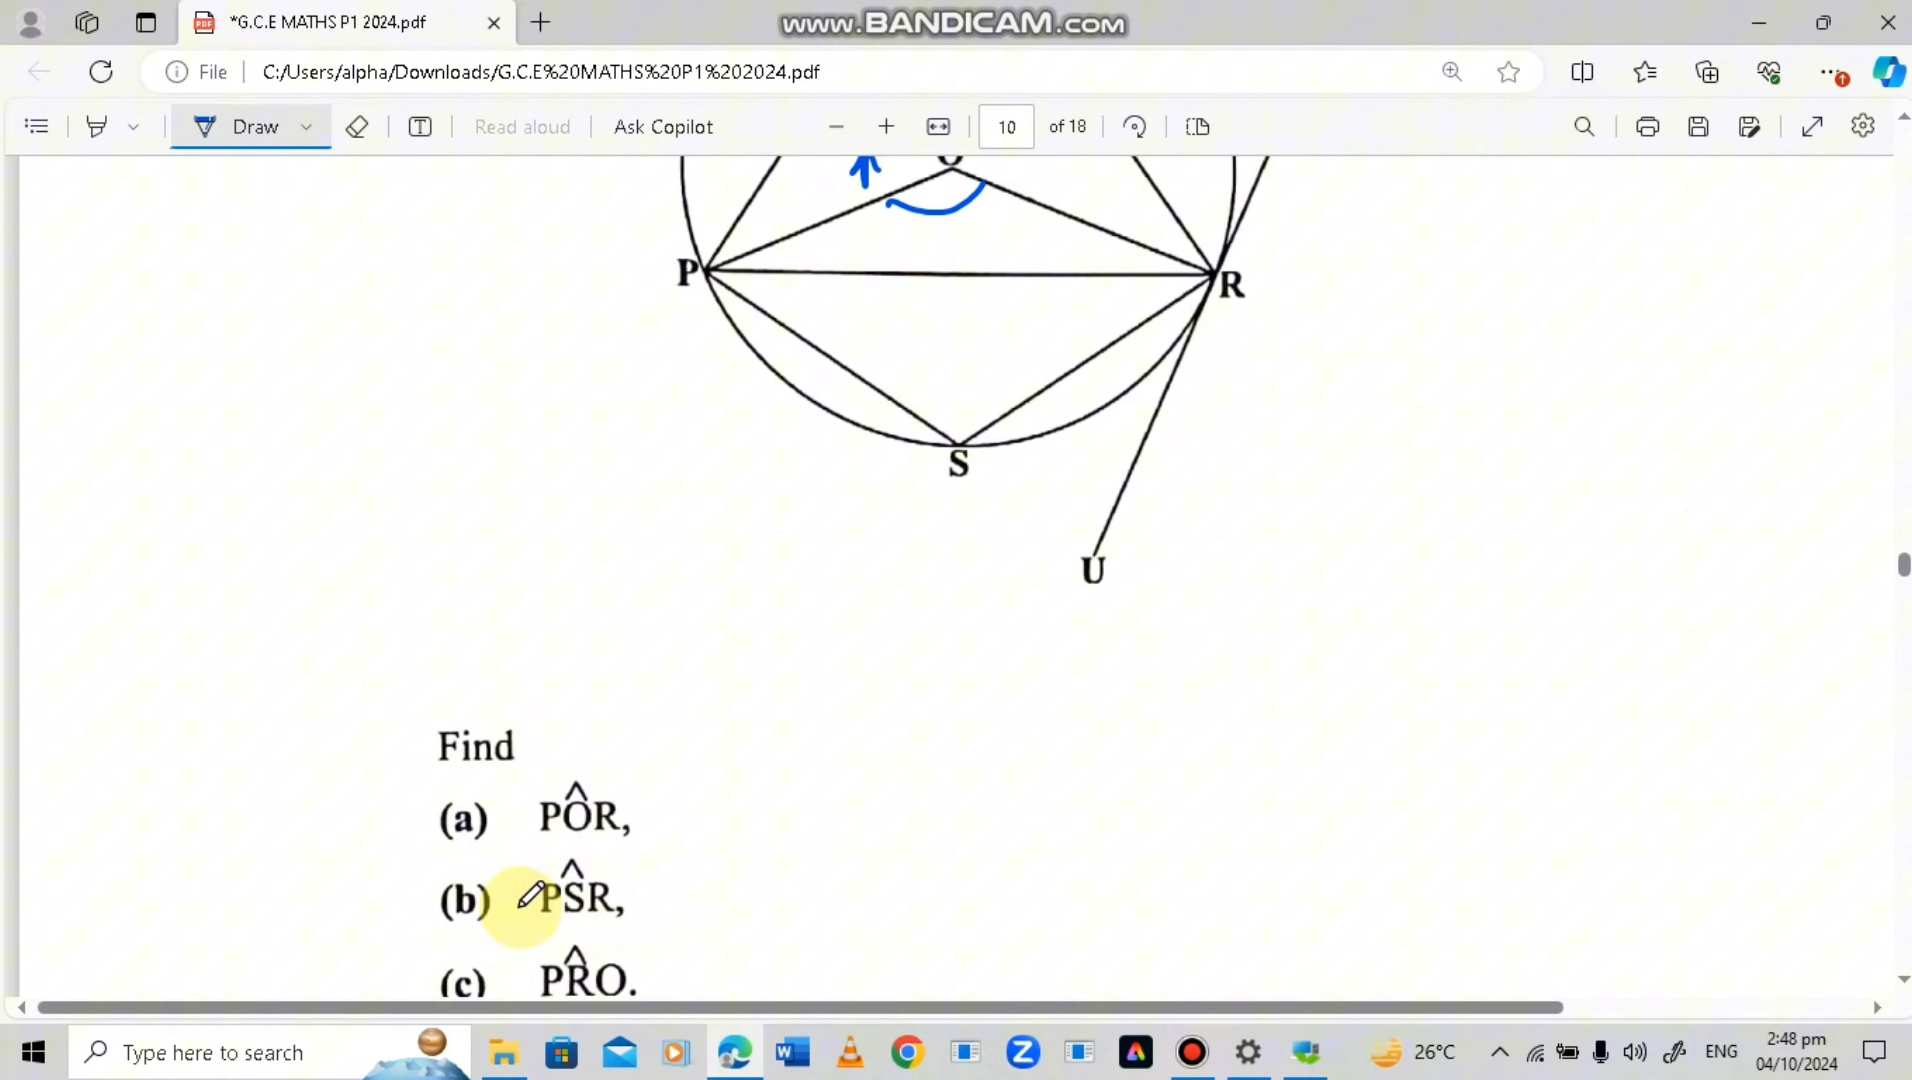 *G.C.E MATHS P1 2024.pdf
www.BANDICAM.com
File
C:/Users/alpha/Downloads/G.C.E%20MATHS%20P1%202024.pdf
Draw
T
Read aloud
Ask Copilot
10
of 18
O
P
R
S
U
Find
(a) PÔR,
(b) PŜR,
(c) PR̂O.
Type here to search
26°C
ENG
2:48 pm
04/10/2024